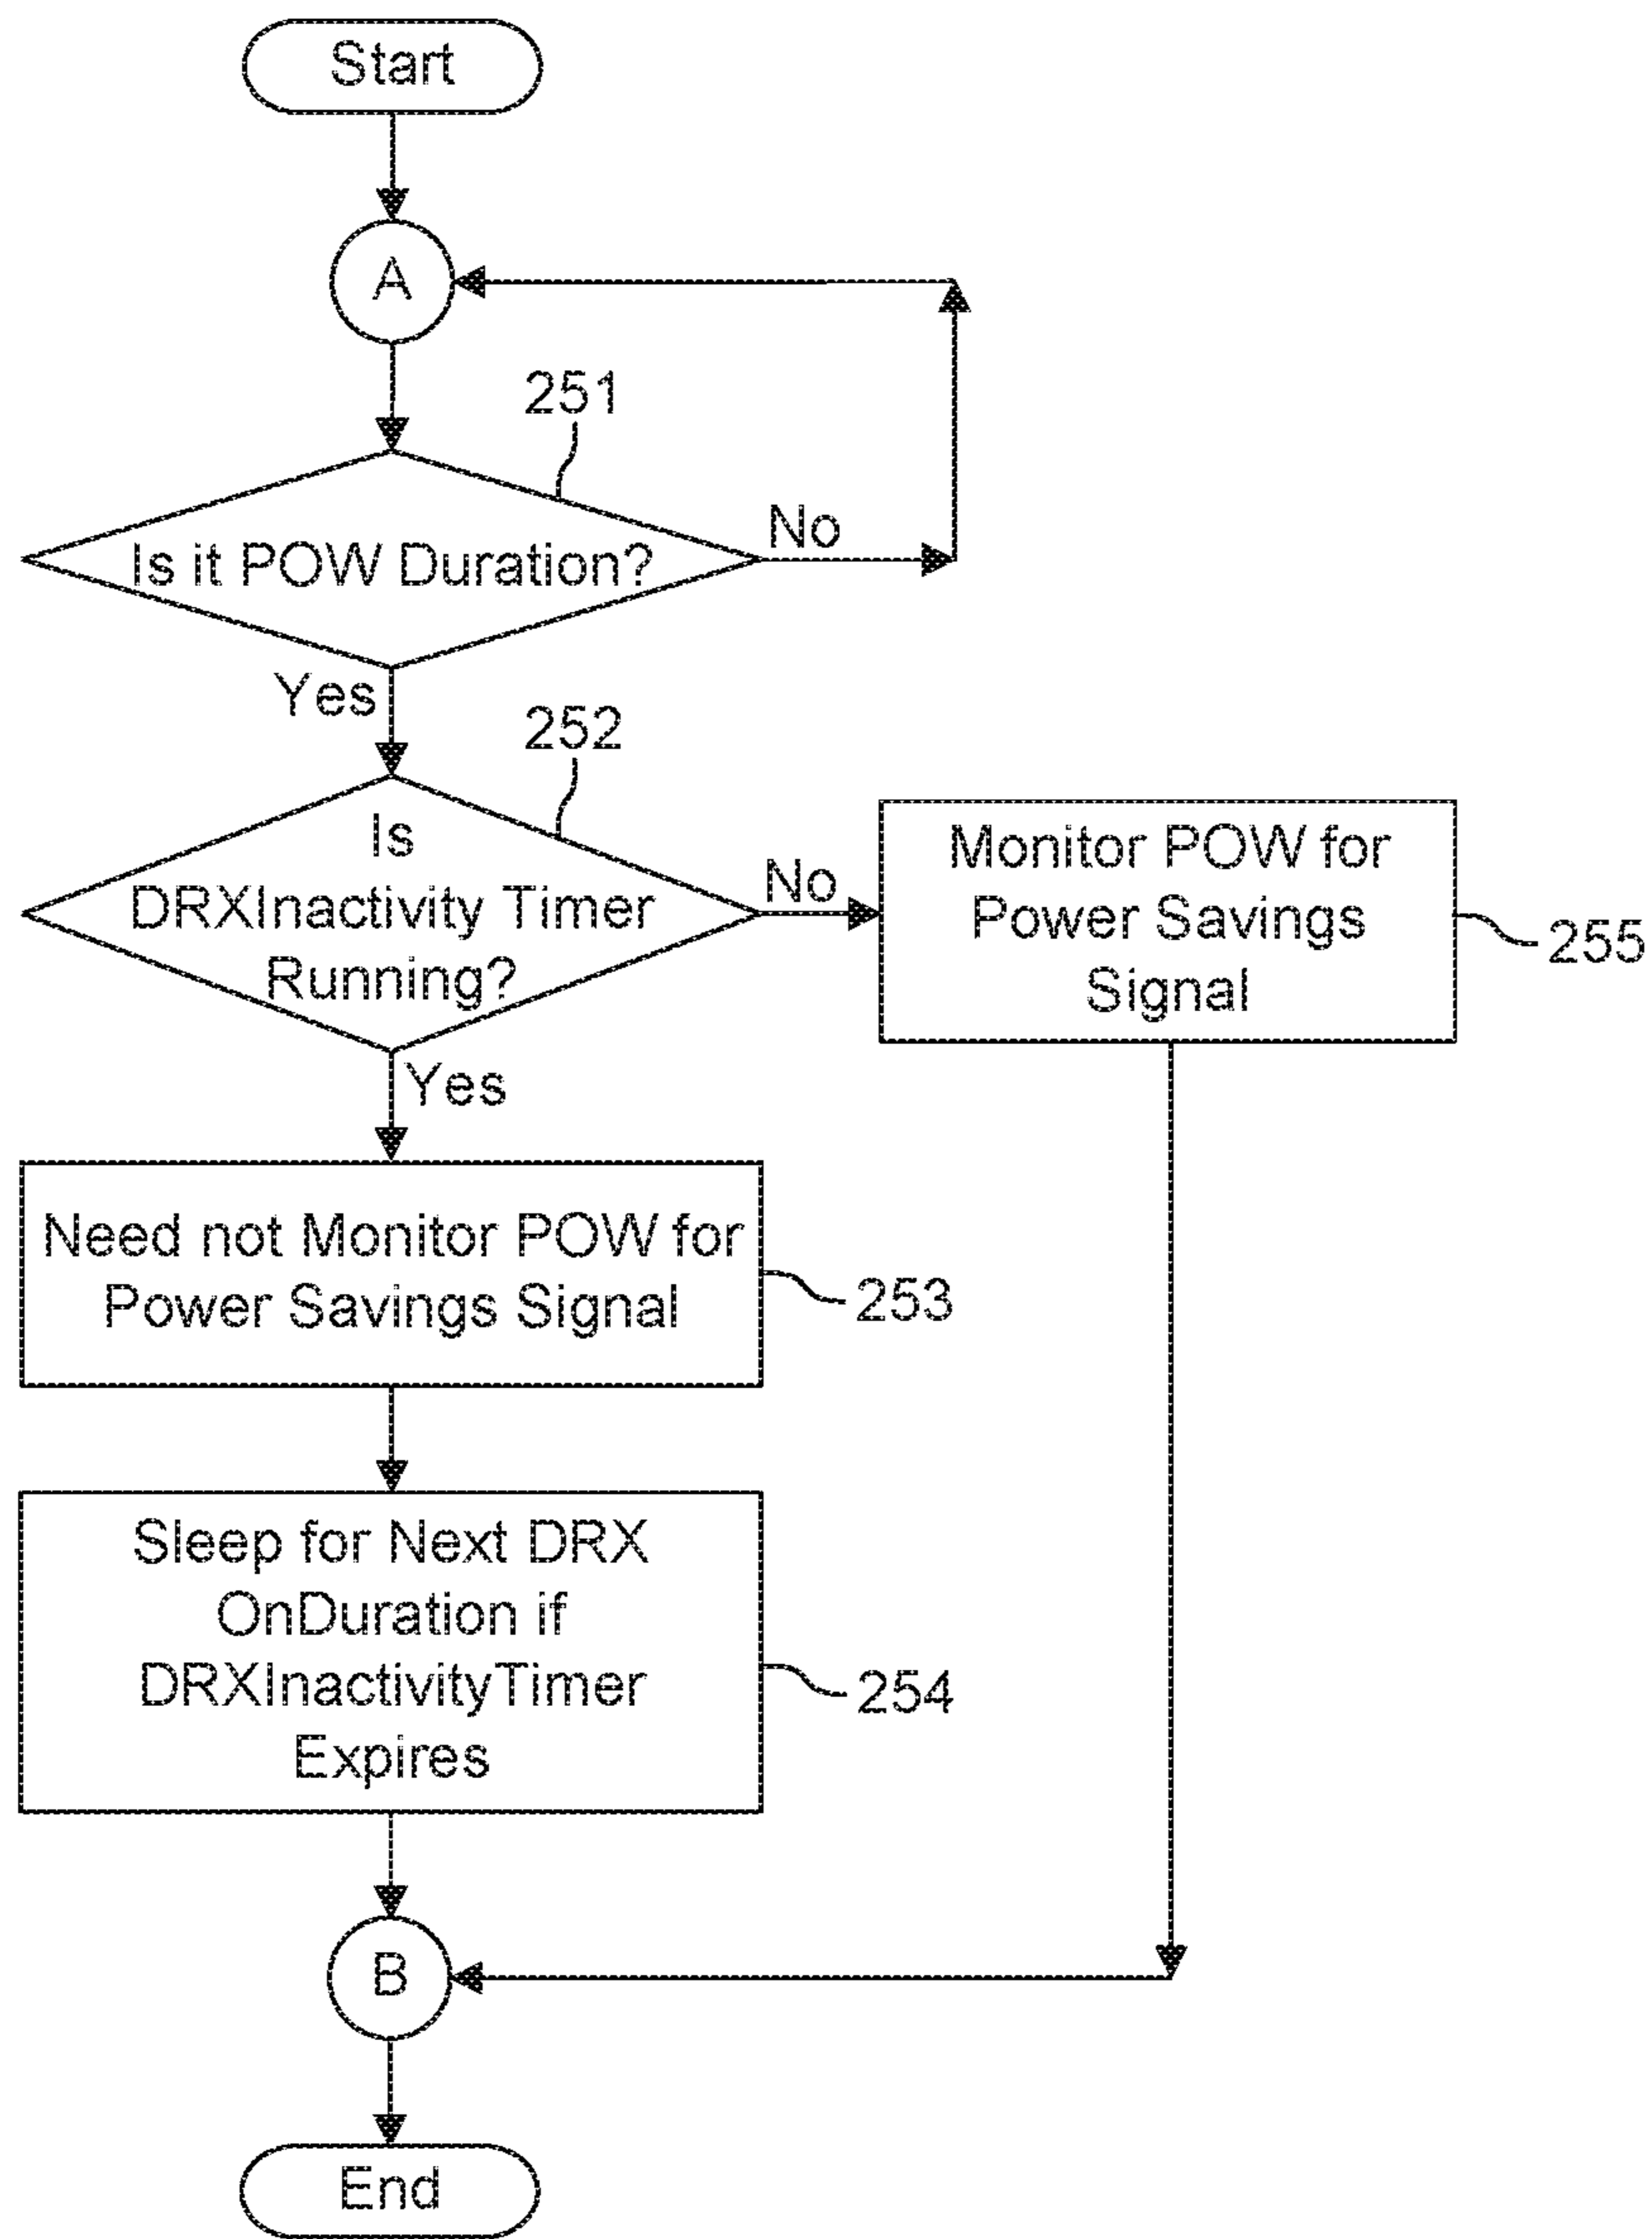 Start
A
251
Is it POW Duration?
No
Yes
252
Is
DRXInactivity Timer
Running?
No
Monitor POW for
Power Savings
Signal
255
Yes
Need not Monitor POW for
Power Savings Signal
253
Sleep for Next DRX
OnDuration if
DRXInactivityTimer
Expires
254
B
End